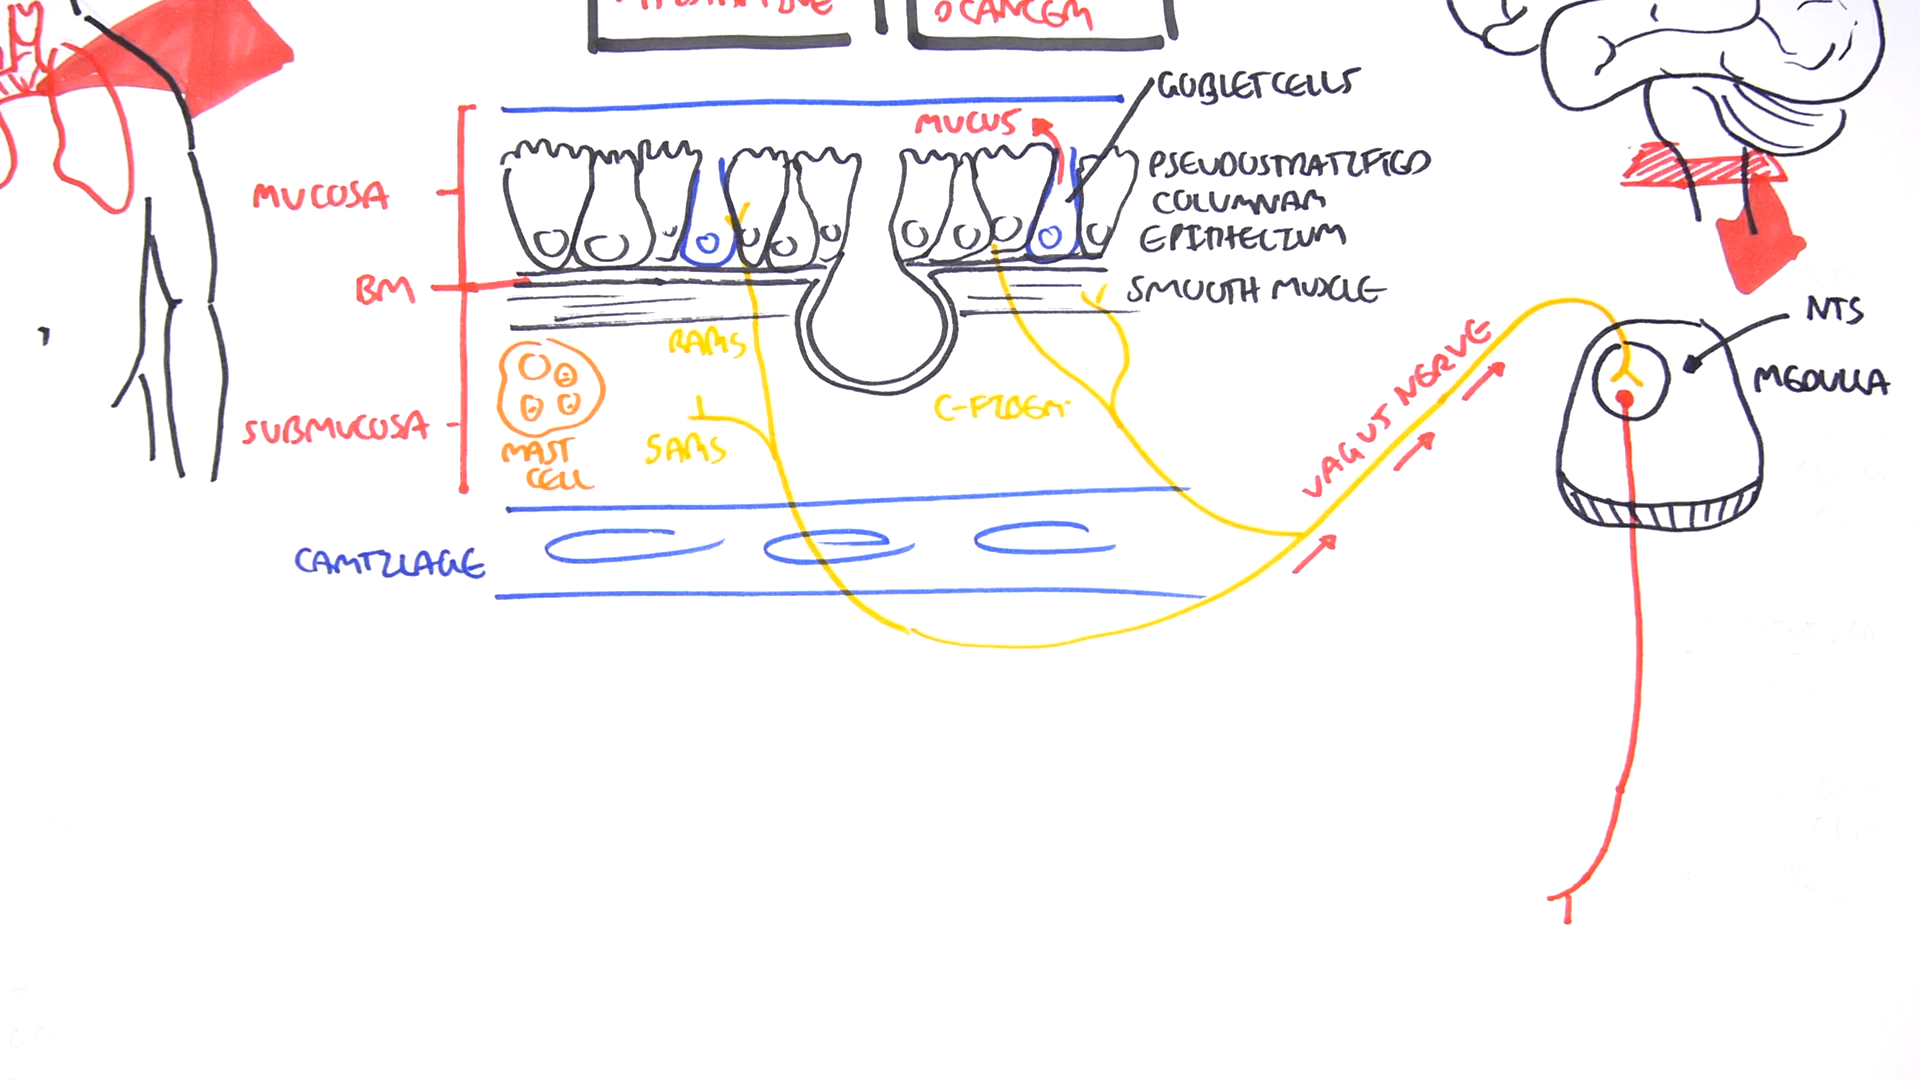 CANCER
GOBLET CELLS
MUCUS
PSEUDOSTRATIFIED
COLUMNAR
EPITHELIUM
MUCOSA
BM
SMOOTH MUSCLE
NTS
RARS
VAGUS NERVE
MEDULLA
C-FIBER
SUBMUCOSA
SARS
MAST
CELL
CARTILAGE